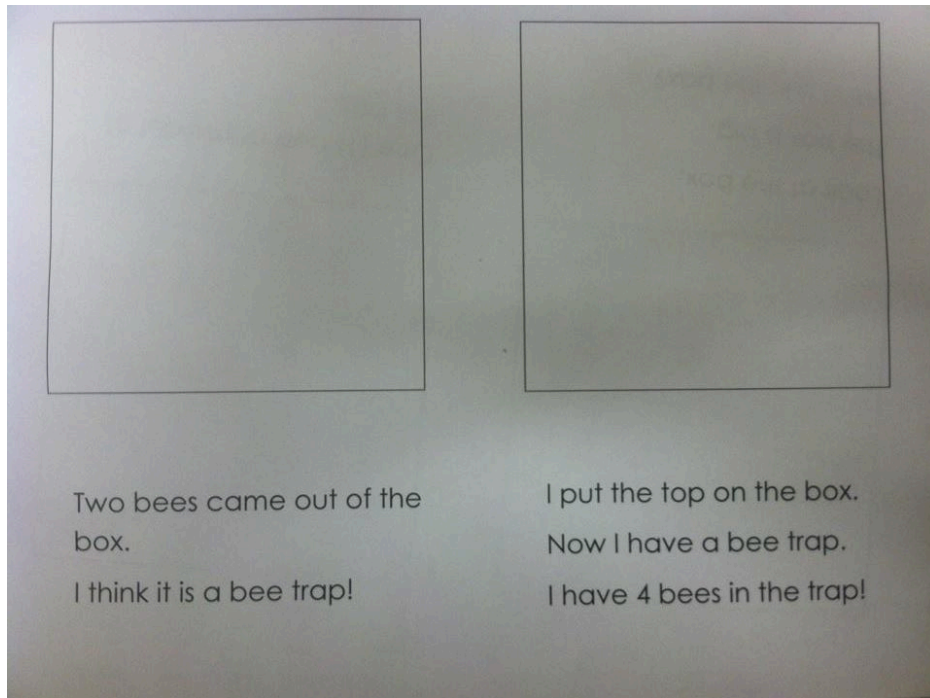 Two bees came out of the
box.
I think it is a bee trap!
I put the top on the box.
Now I have a bee trap.
I have 4 bees in the trap!